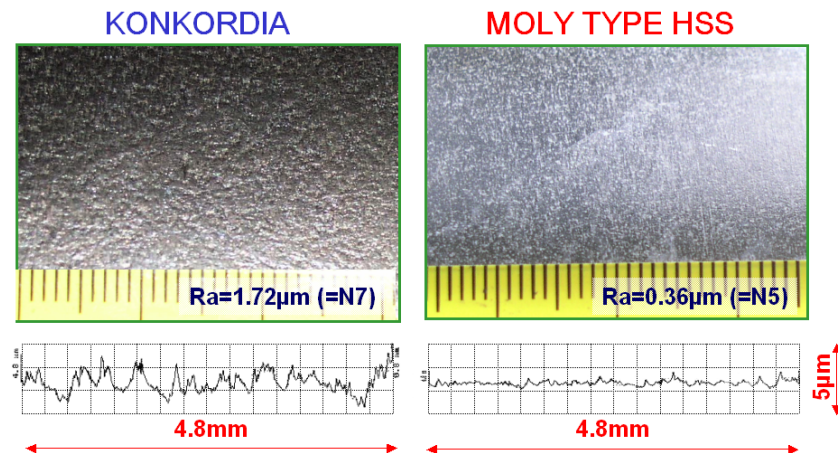 KONKORDIA
MOLY TYPE HSS
Ra=1.72µm (=N7)
Ra=0.36µm (=N5)
5µm
4.8mm
4.8mm